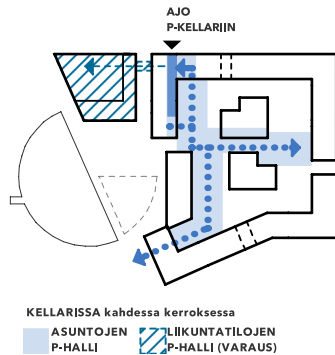 AJO
P-KELLARIIN
KELLARISSA kahdessa kerroksessa
ASUNTOJEN
P-HALLI
LIIKUNTATILOJEN
P-HALLI (VARAUS)